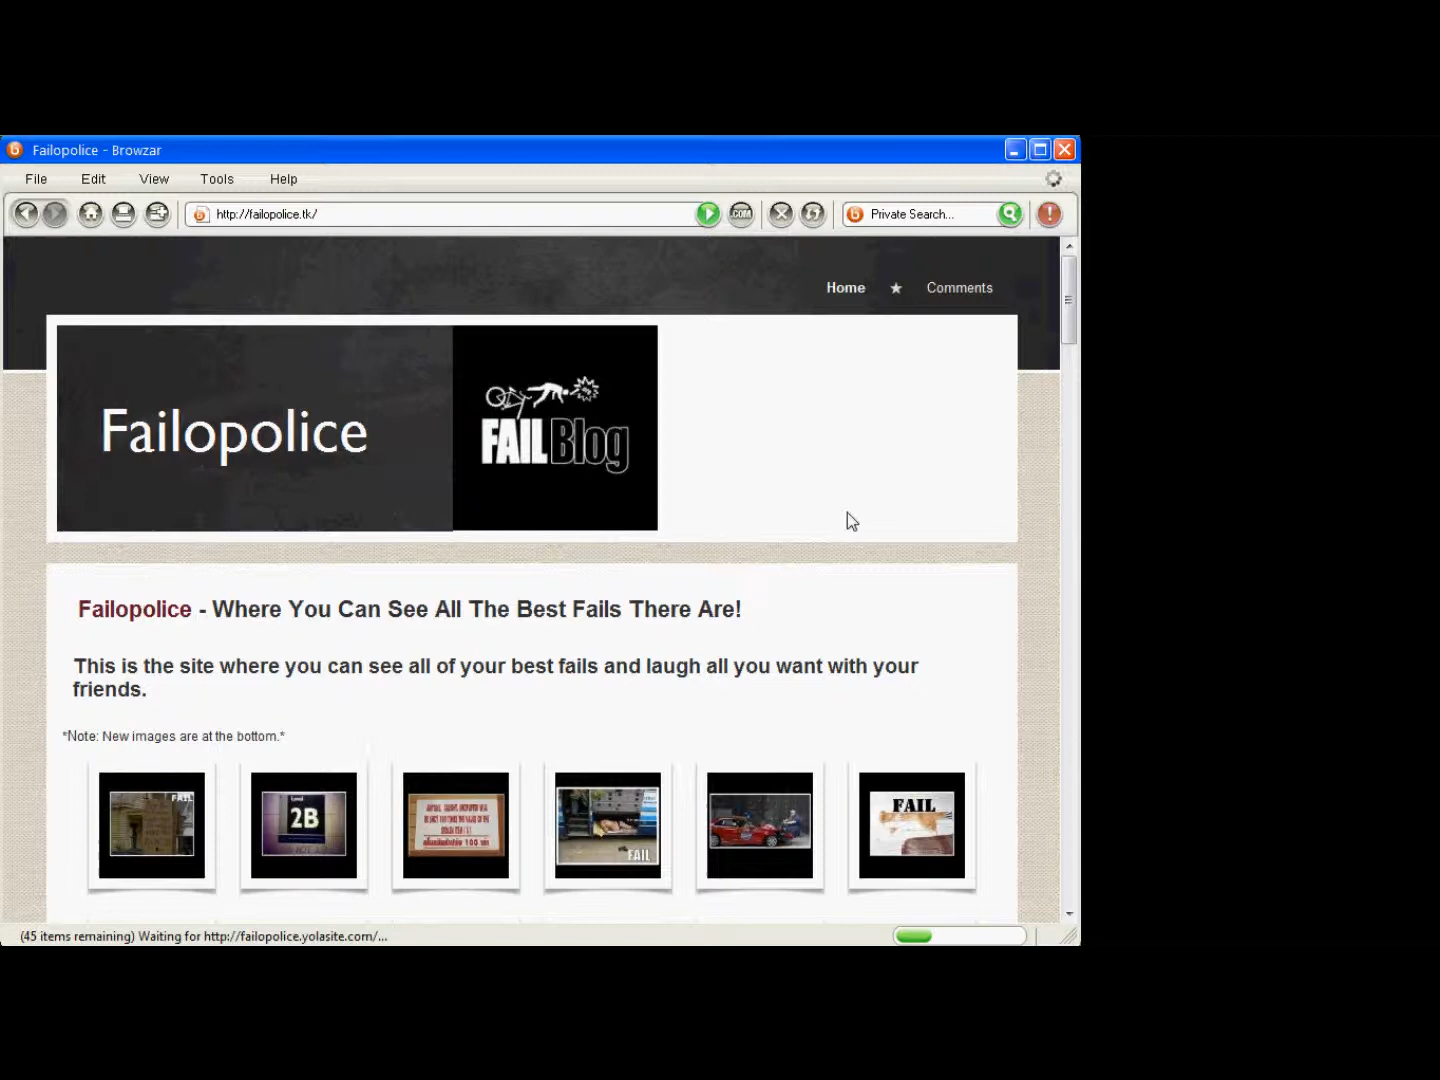 Failopolice - Browzar
File Edit View Tools Help
http://failopolice.tk/
.COM
Private Search...
Home ★ Comments
Failopolice
FAIL Blog
Failopolice - Where You Can See All The Best Fails There Are!
This is the site where you can see all of your best fails and laugh all you want with your
friends.
*Note: New images are at the bottom.*
FAIL
2B
FAIL
FAIL
(45 items remaining) Waiting for http://failopolice.yolasite.com/...